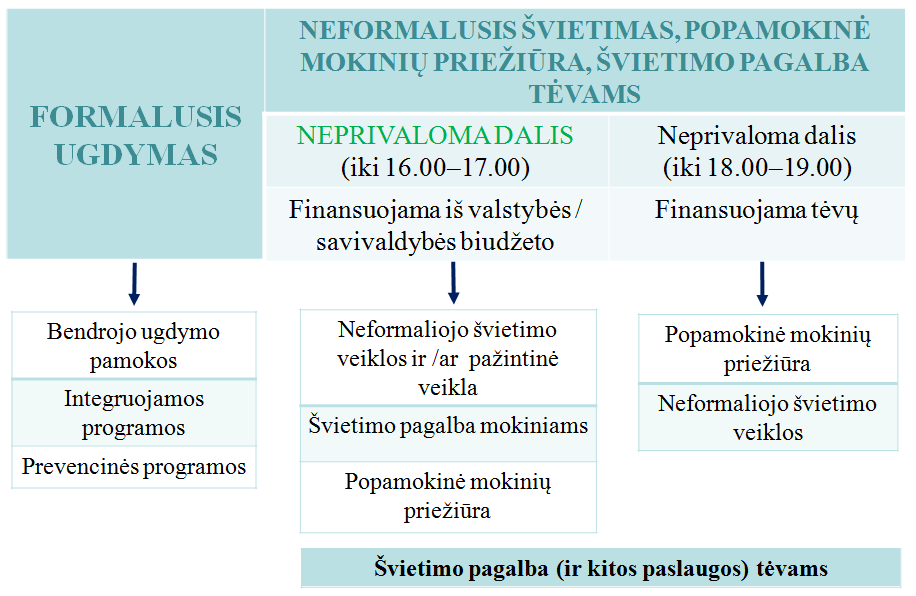 FORMALUSIS
UGDYMAS
NEFORMALUSIS ŠVIETIMAS, POPAMOKINĖ
MOKINIŲ PRIEŽIŪRA, ŠVIETIMO PAGALBA
TĖVAMS
NEPRIVALOMA DALIS
(iki 16.00–17.00)
Neprivaloma dalis
(iki 18.00–19.00)
Finansuojama iš valstybės /
savivaldybės biudžeto
Finansuojama tėvų
Bendrojo ugdymo
pamokos
Integruojamos
programos
Prevencinės programos
Neformaliojo švietimo
veiklos ir /ar pažintinė
veikla
Švietimo pagalba mokiniams
Popamokinė mokinių
priežiūra
Popamokinė mokinių
priežiūra
Neformaliojo švietimo
veiklos
Švietimo pagalba (ir kitos paslaugos) tėvams